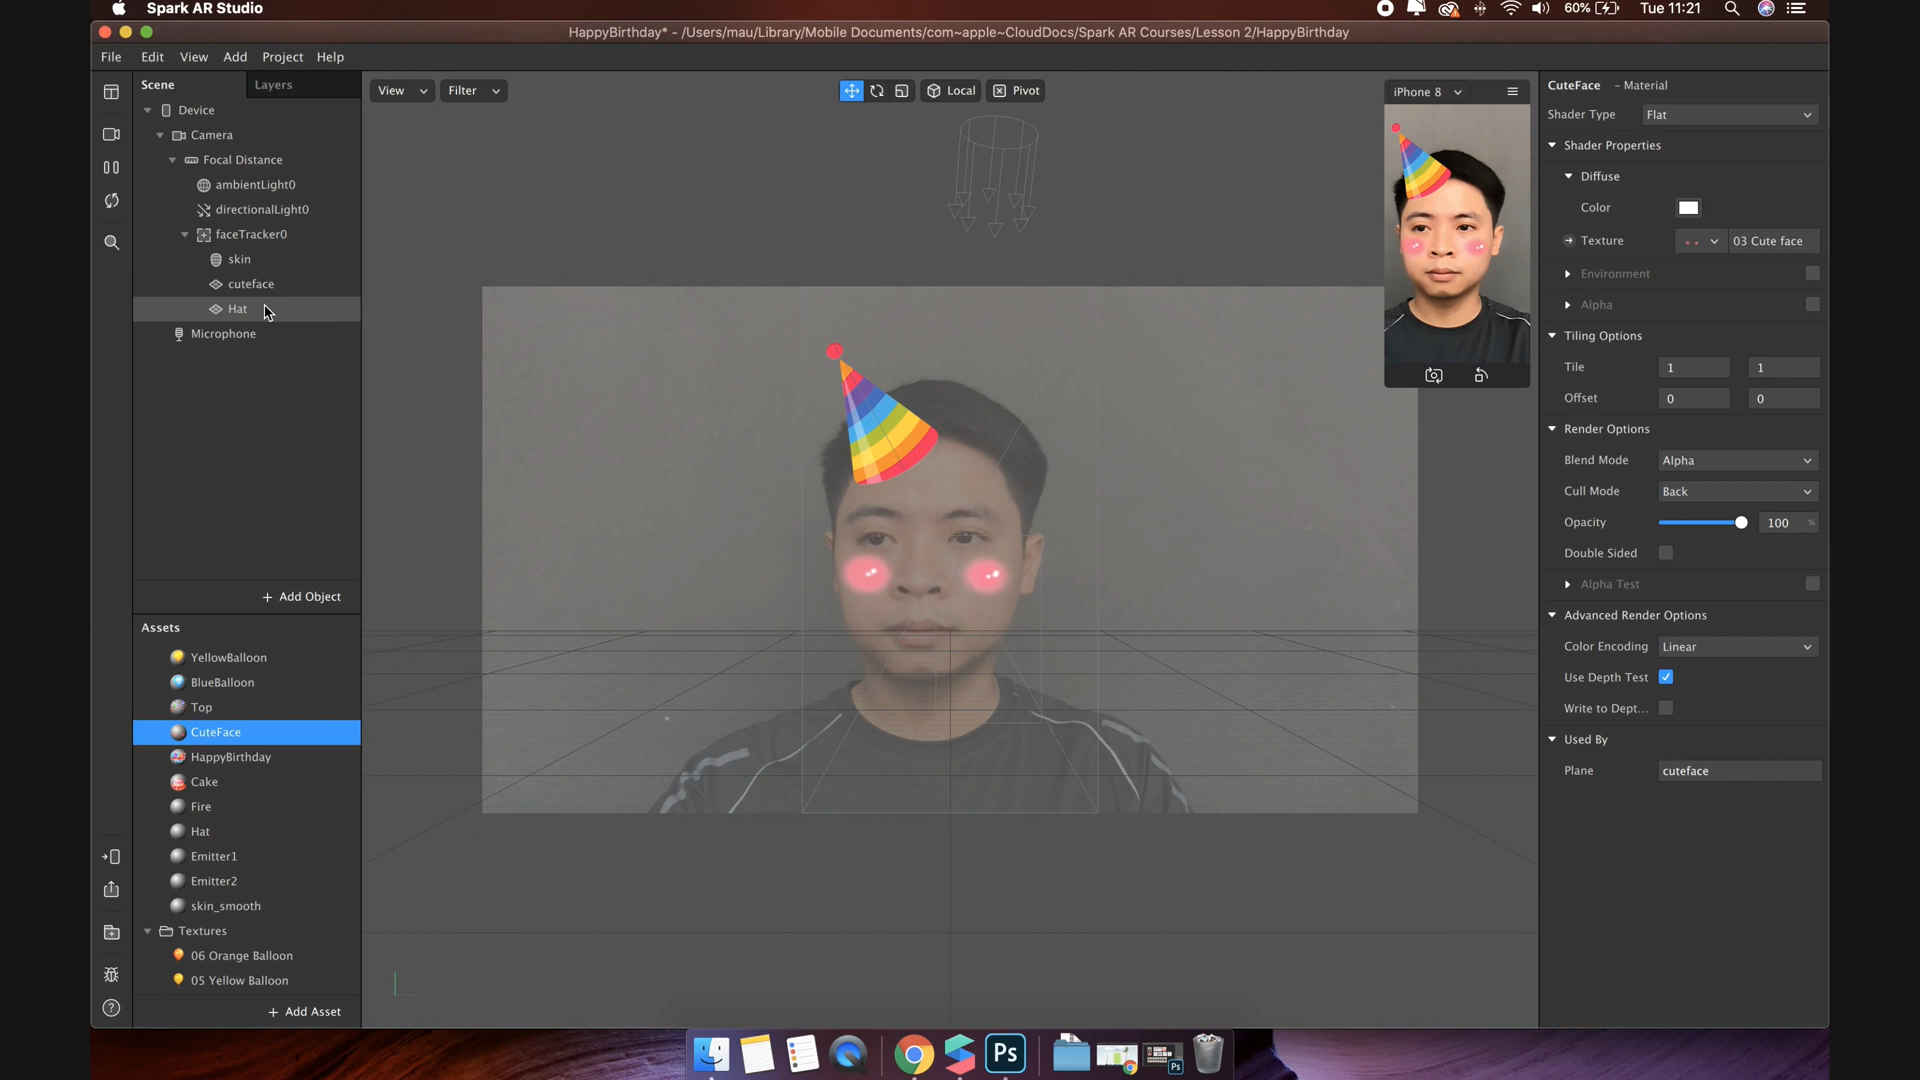 Spark AR Studio
60%
Tue 11:21
HappyBirthday* - /Users/mau/Library/Mobile Documents/com~apple~CloudDocs/Spark AR Courses/Lesson 2/HappyBirthday
File Edit View Add Project Help
Scene
Layers
Device
Camera
Focal Distance
ambientLight0
directionalLight0
faceTracker0
skin
cuteface
Hat
Microphone
+ Add Object
Assets
YellowBalloon
BlueBalloon
Top
CuteFace
HappyBirthday
Cake
Fire
Hat
Emitter1
Emitter2
skin_smooth
Textures
06 Orange Balloon
05 Yellow Balloon
+ Add Asset
View
Filter
Local
Pivot
iPhone 8
CuteFace - Material
Shader Type Flat
Shader Properties
Diffuse
Color
Texture 03 Cute face
Environment
Alpha
Tiling Options
Tile 1 1
Offset 0 0
Render Options
Blend Mode Alpha
Cull Mode Back
Opacity 100 %
Double Sided
Alpha Test
Advanced Render Options
Color Encoding Linear
Use Depth Test
Write to Dept...
Used By
Plane cuteface
Ps
Ps